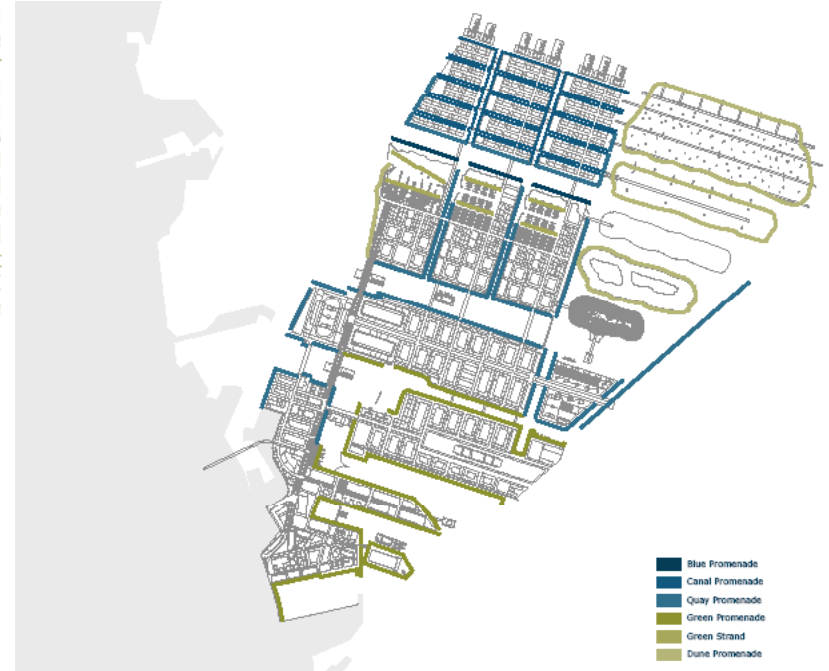 Blue Promenade
Canal Promenade
Quay Promenade
Green Promenade
Green Strand
Dune Promenade